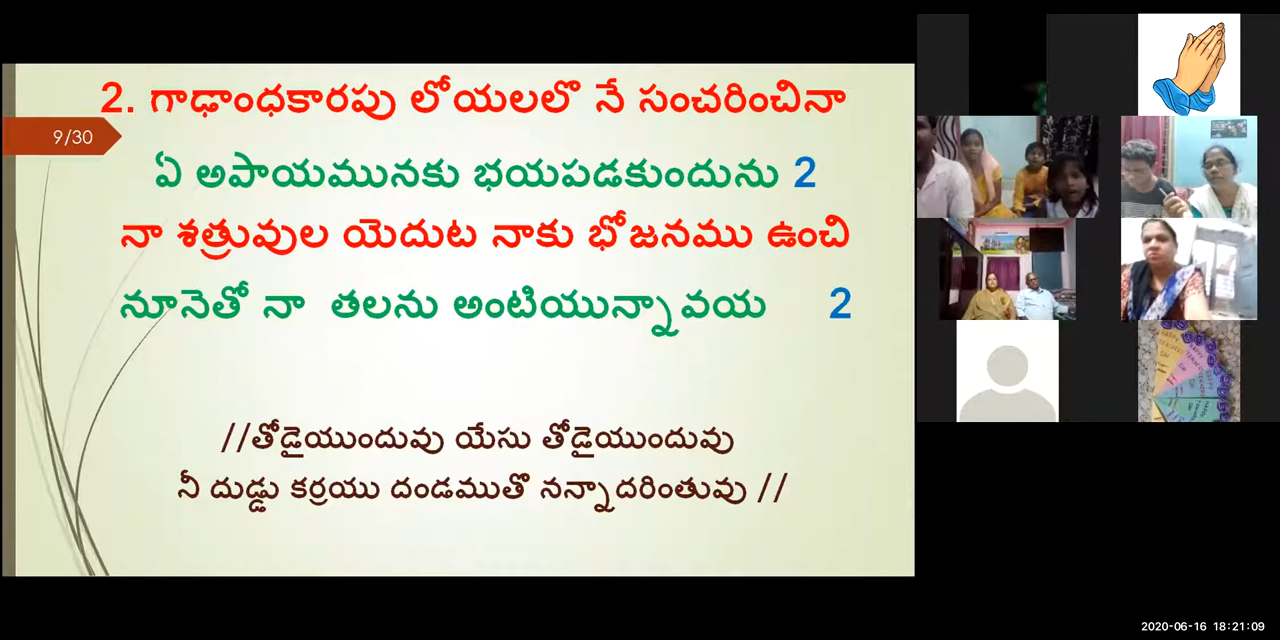 2. గాఢాంధకారపు లోయలలొ నే సంచరించినా
9/30
ఏ అపాయమునకు భయపడకుందును 2
నా శత్రువుల యెదుట నాకు భోజనము ఉంచి
నూనెతో నా తలను అంటియున్నావయ 2
//తోడైయుందువు యేసు తోడైయుందువు
నీ దుడ్డు కర్రయు దండముతొ నన్నాదరింతువు //
2020-06-16 18:21:09